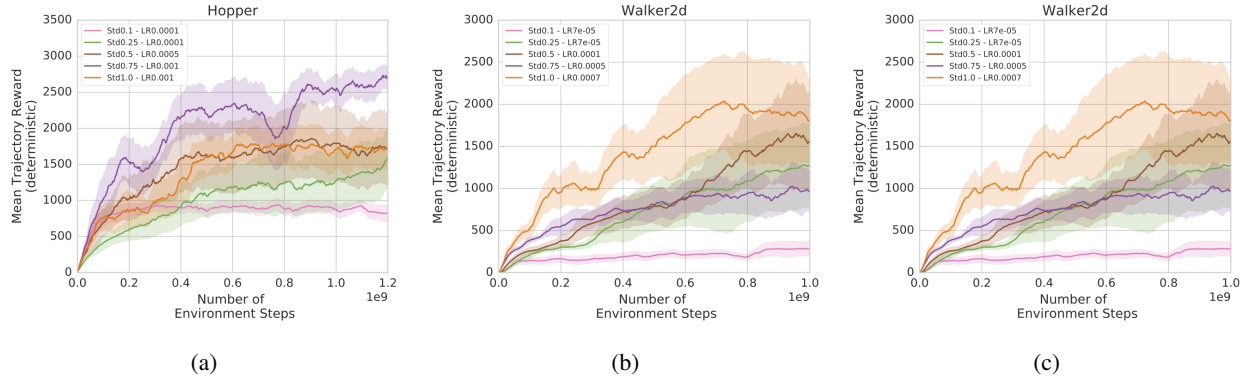 Hopper
3500
3000
2500
2000
1500
1000
500
0
Mean Trajectory Reward
(deterministic)
Std0.1 - LR0.0001
Std0.25 - LR0.0001
Std0.5 - LR0.0005
Std0.75 - LR0.001
Std1.0 - LR0.001
0.0 0.2 0.4 0.6 0.8 1.0 1.2
1e9
Number of
Environment Steps
(a)
Walker2d
3000
2500
2000
1500
1000
500
0
Mean Trajectory Reward
(deterministic)
Std0.1 - LR7e-05
Std0.25 - LR7e-05
Std0.5 - LR0.0001
Std0.75 - LR0.0005
Std1.0 - LR0.0007
0.0 0.2 0.4 0.6 0.8 1.0
1e9
Number of
Environment Steps
(b)
Walker2d
3000
2500
2000
1500
1000
500
0
Mean Trajectory Reward
(deterministic)
Std0.1 - LR7e-05
Std0.25 - LR7e-05
Std0.5 - LR0.0001
Std0.75 - LR0.0005
Std1.0 - LR0.0007
0.0 0.2 0.4 0.6 0.8 1.0
1e9
Number of
Environment Steps
(c)